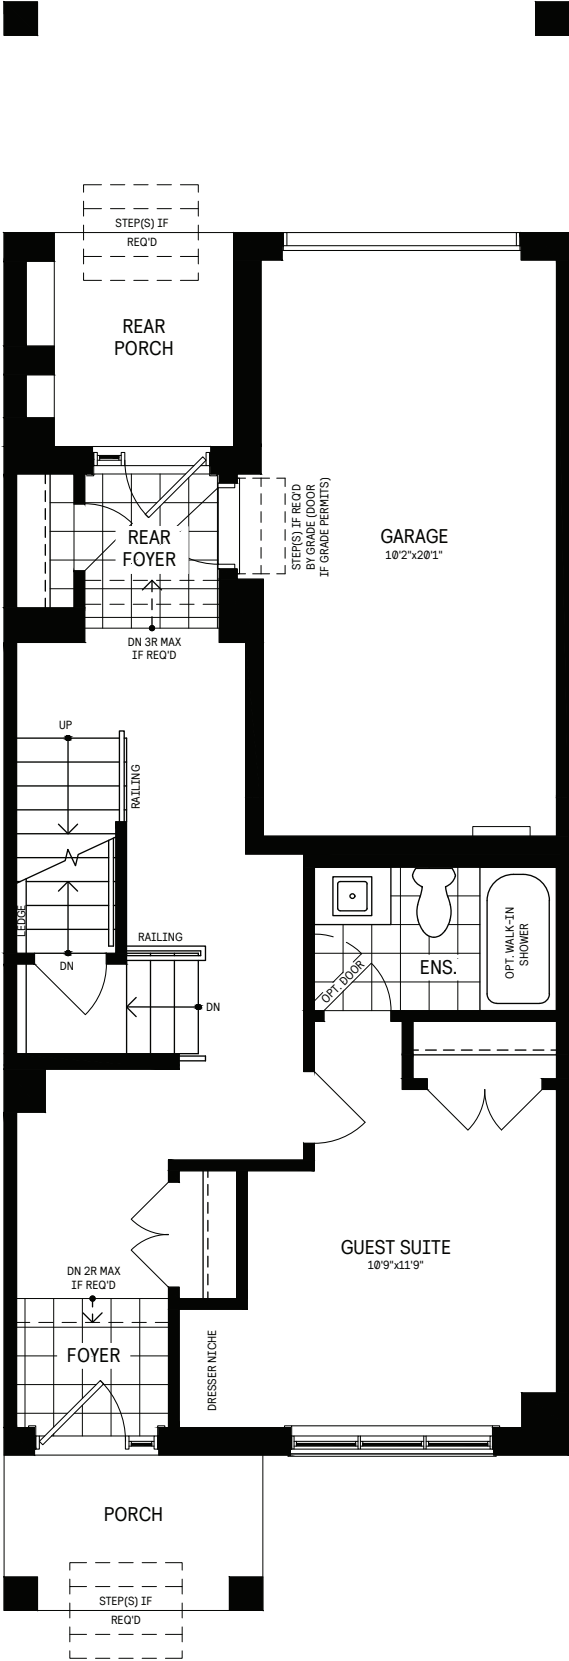 STEP(S) IF
REQ'D
REAR
PORCH
REAR
FOYER
STEP(S) IF REQ'D
BY GRADE (DOOR
IF GRADE PERMITS)
GARAGE
10'2"x20'1"
DN 3R MAX
IF REQ'D
UP
RAILING
LEDGE
DN
RAILING
DN
OPT. DOOR
ENS.
OPT. WALK-IN
SHOWER
GUEST SUITE
10'9"x11'9"
DN 2R MAX
IF REQ'D
FOYER
DRESSER NICHE
PORCH
STEP(S) IF
REQ'D